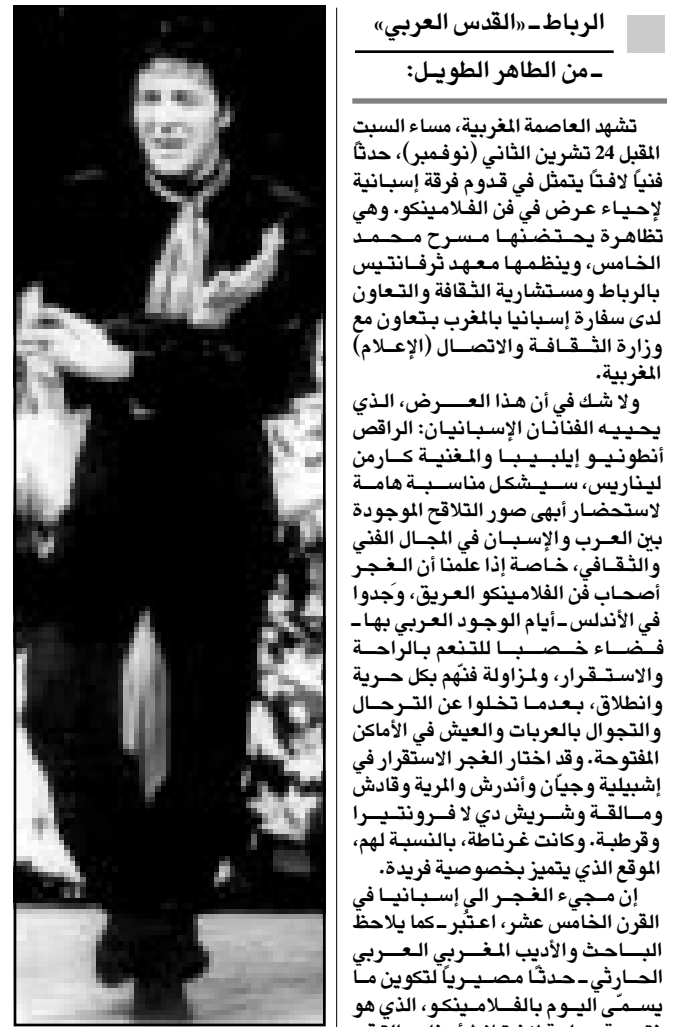 الرباط ـ «القدس العربي»
ـ من الطاهر الطويل:
تشهد العاصمة المغربية، مساء السبت
المقبل 24 تشرين الثاني (نوفمبر)، حدثاً
فنياً لافتاً يتمثل في قدوم فرقة إسبانية
لإحياء عرض في فن الفلامينكو. وهي
تظاهرة يحتضنها مسرح محمد
الخامس، وينظمها معهد ثرفانتيس
بالرباط ومستشارية الثقافة والتعاون
لدى سفارة إسبانيا بالمغرب بتعاون مع
وزارة الثقافة والاتصال (الإعلام)
المغربية.
ولا شك في أن هذا العرض، الذي
يحييه الفنانان الإسبانيان: الراقص
أنطونيو إيلبيبا والمغنية كارمن
ليناريس، سيشكل مناسبة هامة
لاستحضار أبهى صور التلاقح الموجودة
بين العرب والإسبان في المجال الفني
والثقافي، خاصة إذا علمنا أن الغجر
أصحاب فن الفلامينكو العريق، وَجدوا
في الأندلس ـ أيام الوجود العربي بها ـ
فضاء خصبا للتنعم بالراحة
والاستقرار، ولمزاولة فنّهم بكل حرية
وانطلاق، بعدما تخلوا عن الترحال
والتجوال بالعربات والعيش في الأماكن
المفتوحة. وقد اختار الغجر الاستقرار في
إشبيلية وجيّان وأندرش والمرية وقادش
ومالقة وشريش دي لا فرونتيرا
وقرطبة. وكانت غرناطة، بالنسبة لهم،
الموقع الذي يتميز بخصوصية فريدة.
إن مجيء الغجر الى إسبانيا في
القرن الخامس عشر، اعتُبر ـ كما يلاحظ
الباحث والأديب المغربي العربي
الحارثي ـ حدثًا مصيرياً لتكوين ما
يسمّى اليوم بالفلامينكو، الذي هو